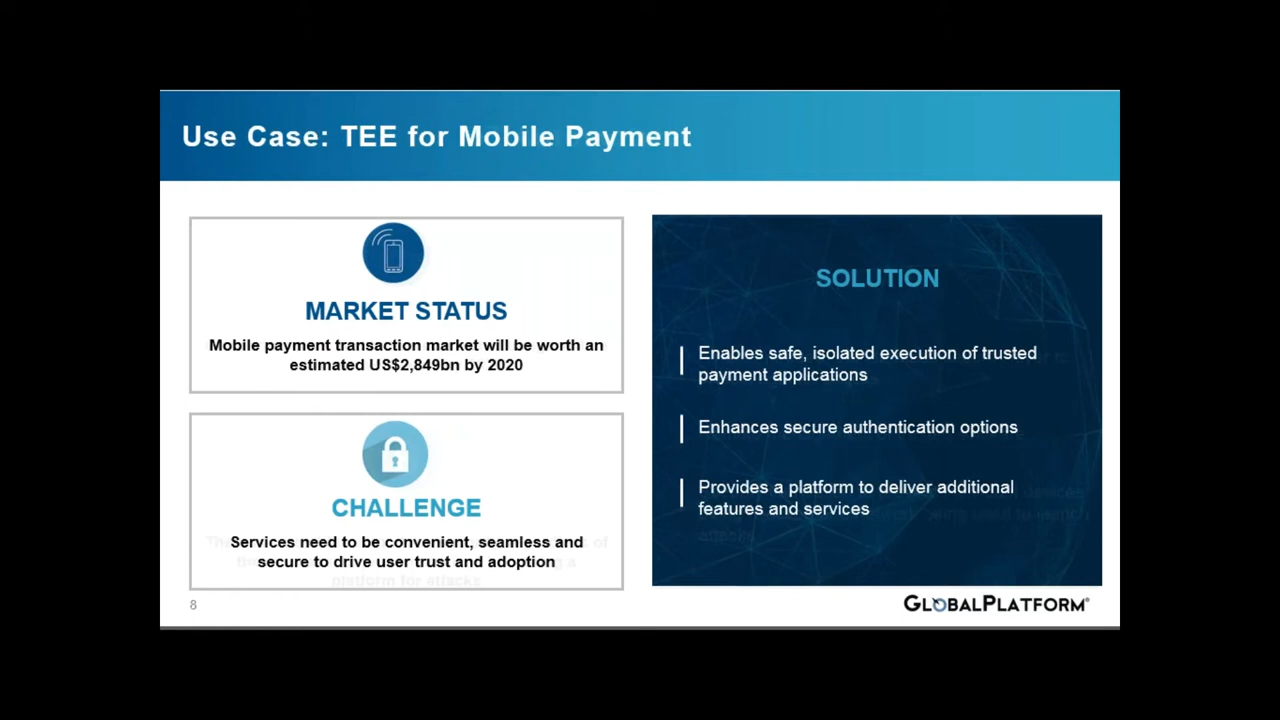 Use Case: TEE for Mobile Payment
MARKET STATUS
Mobile payment transaction market will be worth an
estimated US$2,849bn by 2020
CHALLENGE
Services need to be convenient, seamless and
secure to drive user trust and adoption
platform for attacks
SOLUTION
Enables safe, isolated execution of trusted
payment applications
Enhances secure authentication options
Provides a platform to deliver additional
features and services
8
GLOBALPLATFORM®